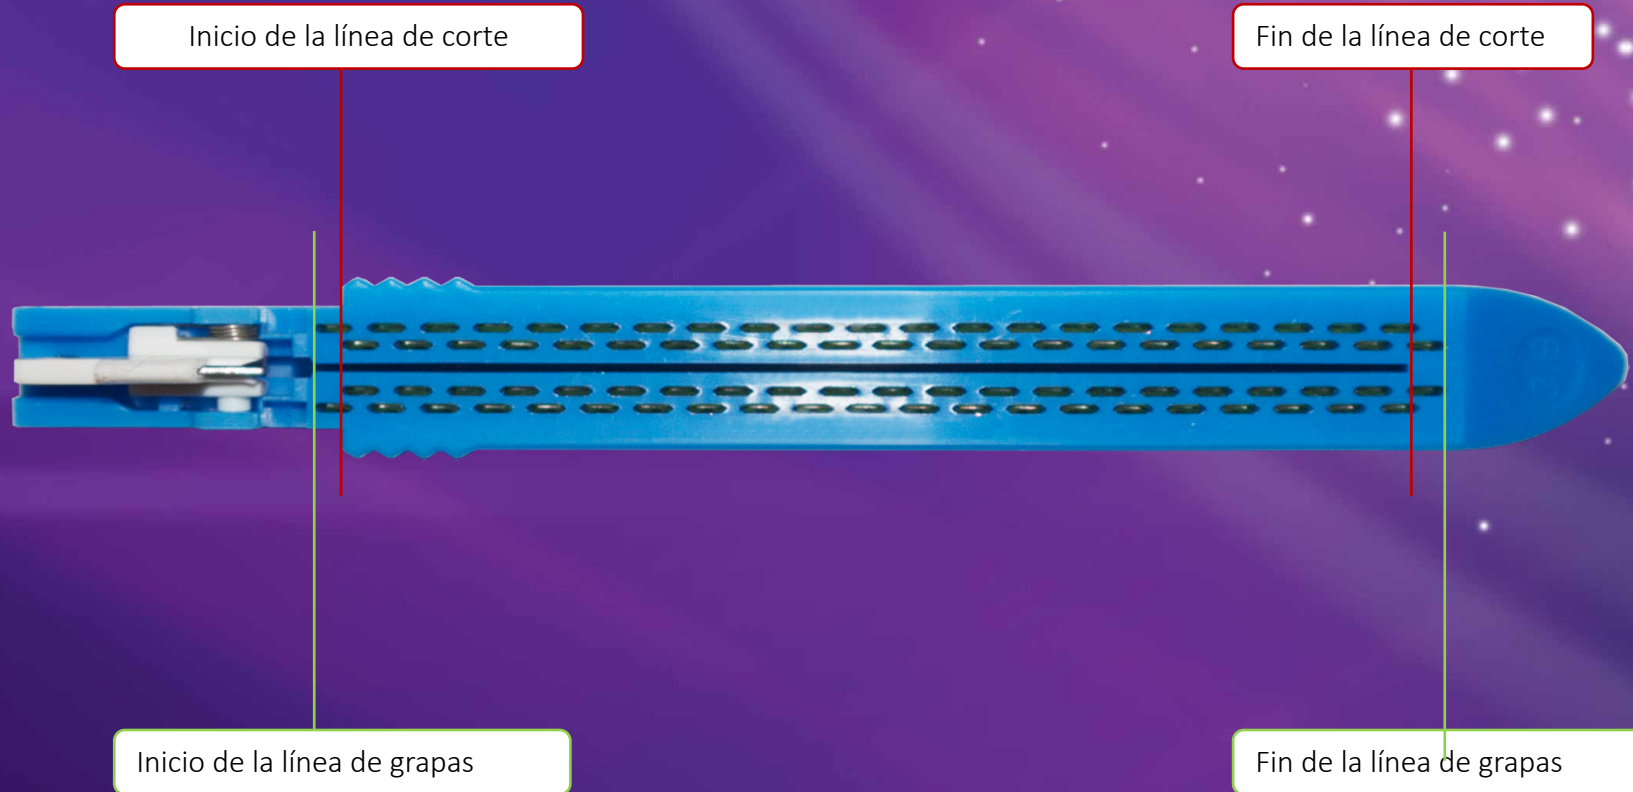 Inicio de la línea de corte
Fin de la línea de corte
Inicio de la línea de grapas
Fin de la línea de grapas